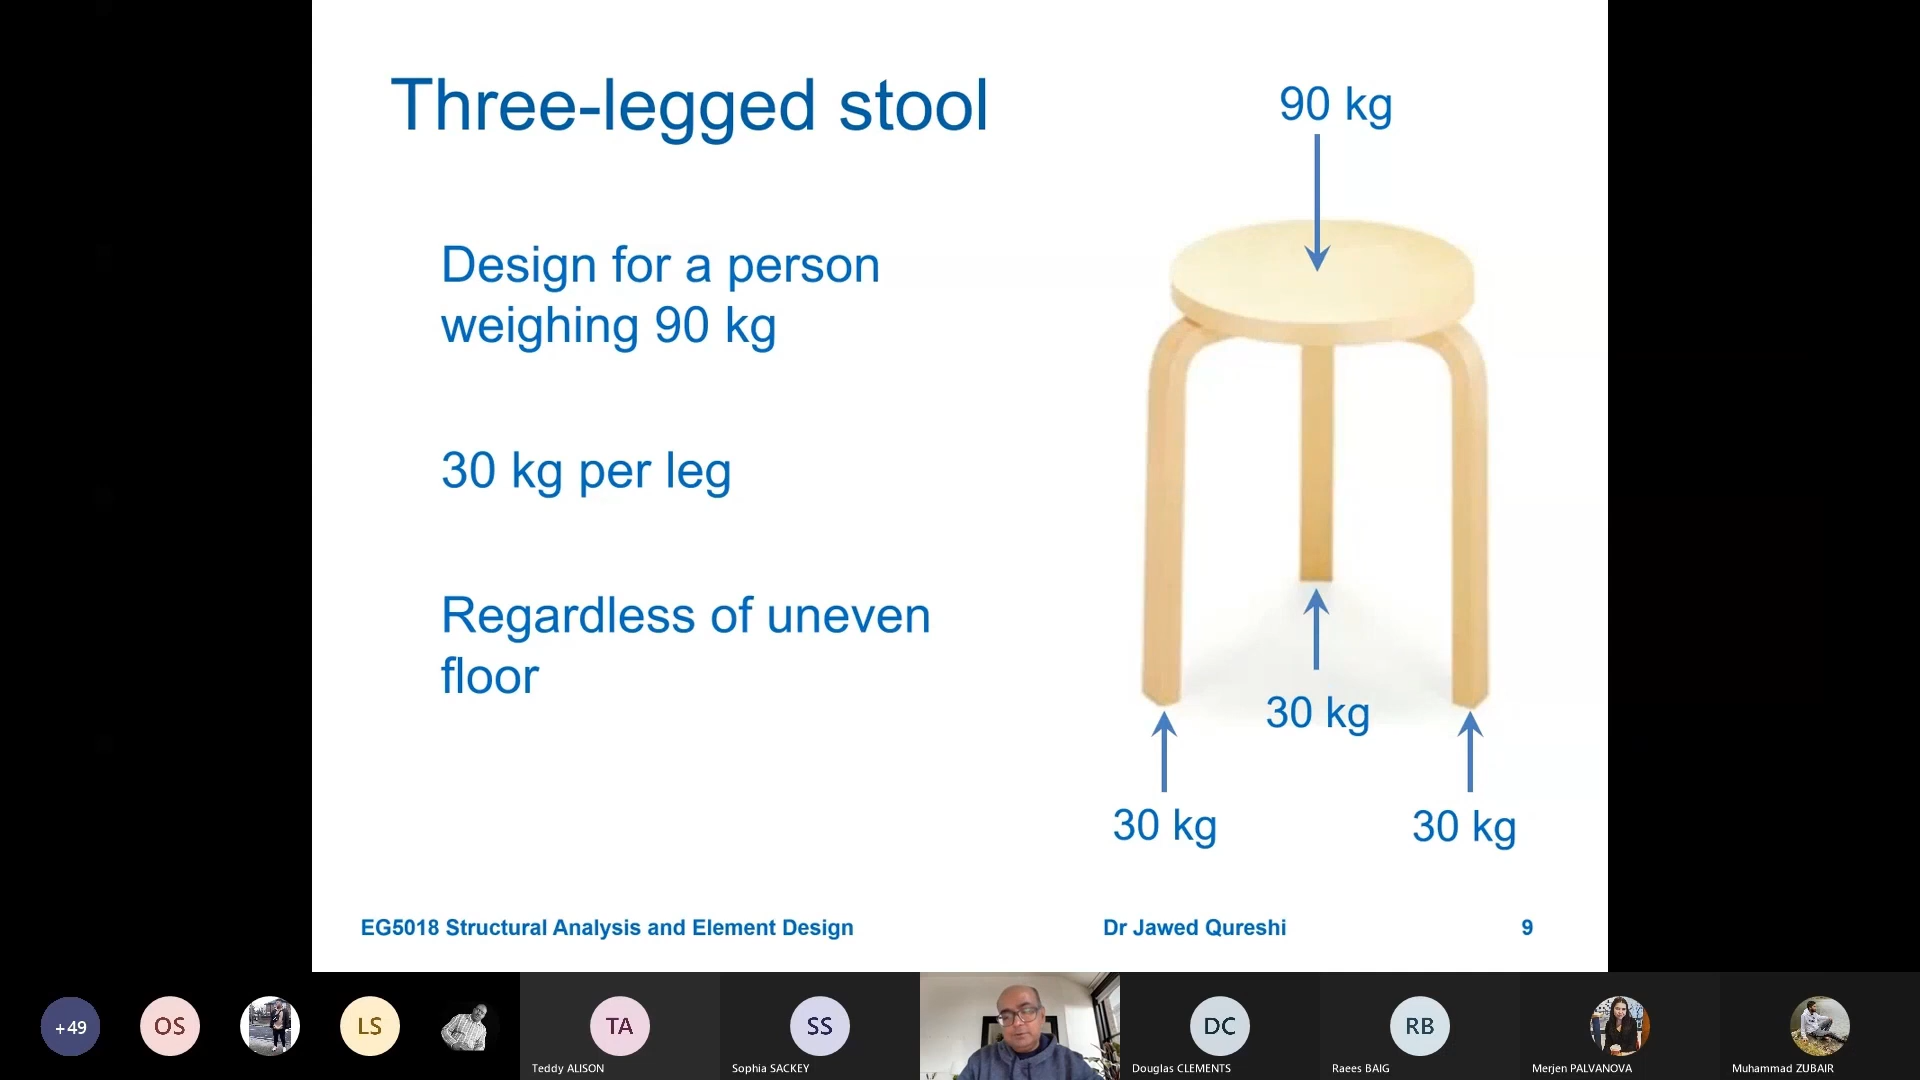 Three-legged stool
90 kg
Design for a person
weighing 90 kg
30 kg per leg
Regardless of uneven
floor
30 kg
30 kg
30 kg
EG5018 Structural Analysis and Element Design
Dr Jawed Qureshi
9
+49
OS
LS
TA
SS
DC
RB
Teddy ALISON
Sophia SACKEY
Douglas CLEMENTS
Raees BAIG
Merjen PALVANOVA
Muhammad ZUBAIR